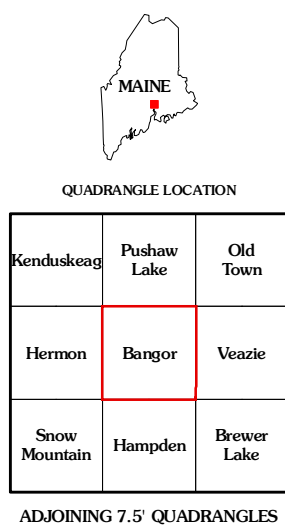 MAINE
QUADRANGLE LOCATION
Kenduskeag
Pushaw
Lake
Old
Town
Hermon
Bangor
Veazie
Snow
Mountain
Hampden
Brewer
Lake
ADJOINING 7.5' QUADRANGLES